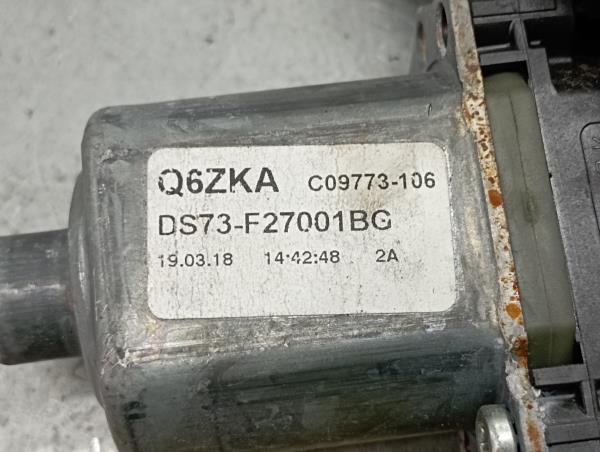 Q6ZKA C09773-106
DS73-F27001BG
19.03.18 14:42:48 2A